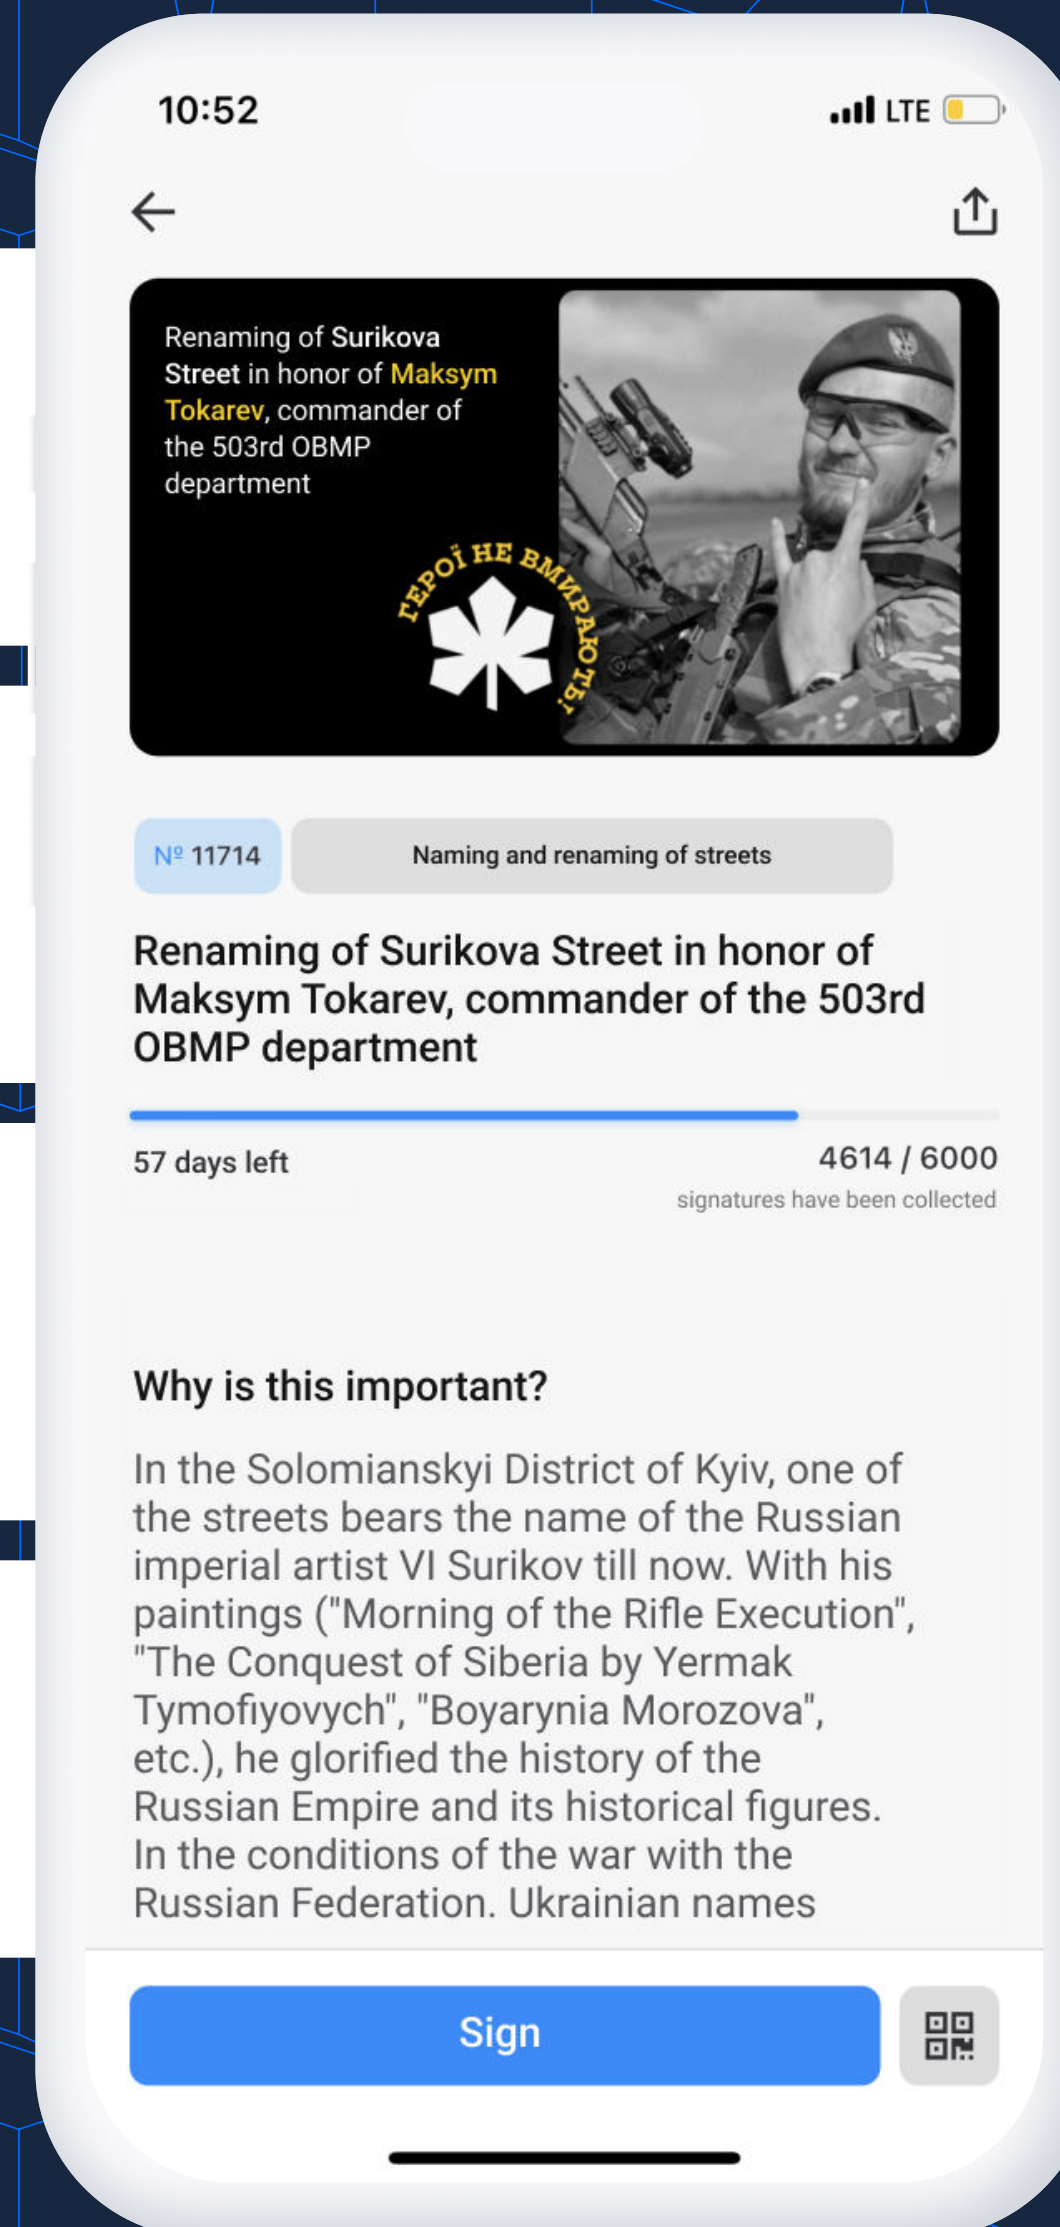 10:52
LTE
Renaming of Surikova
Street in honor of Maksym
Tokarev, commander of
the 503rd OBMP
department
ГЕРОЇ НЕ ВМИРАЮТЬ!
Nº 11714
Naming and renaming of streets
Renaming of Surikova Street in honor of
Maksym Tokarev, commander of the 503rd
OBMP department
57 days left
4614 / 6000
signatures have been collected
Why is this important?
In the Solomianskyi District of Kyiv, one of
the streets bears the name of the Russian
imperial artist VI Surikov till now. With his
paintings ("Morning of the Rifle Execution",
"The Conquest of Siberia by Yermak
Tymofiyovych", "Boyarynia Morozova",
etc.), he glorified the history of the
Russian Empire and its historical figures.
In the conditions of the war with the
Russian Federation. Ukrainian names
Sign